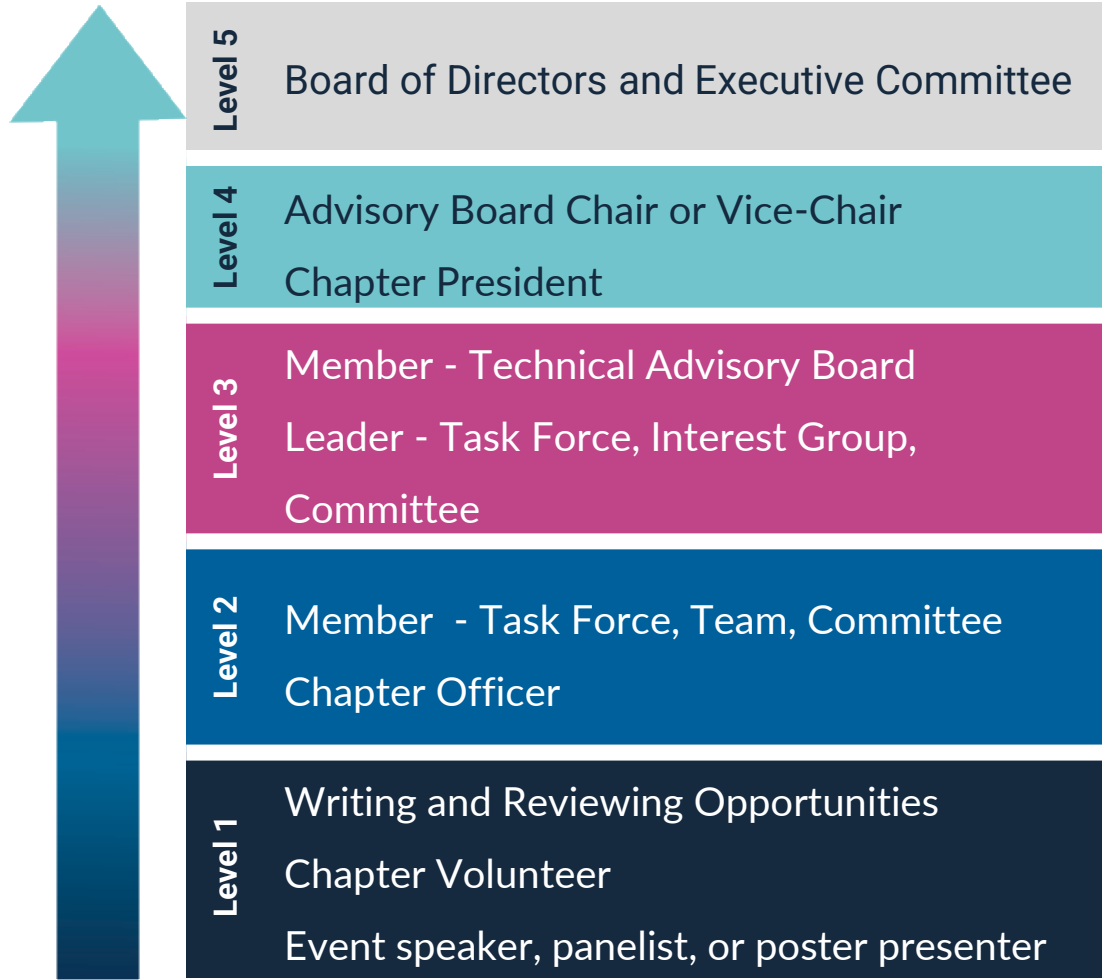 Level 5
Board of Directors and Executive Committee
Level 4
Advisory Board Chair or Vice-Chair
Chapter President
Level 3
Member - Technical Advisory Board
Leader - Task Force, Interest Group,
Committee
Level 2
Member - Task Force, Team, Committee
Chapter Officer
Level 1
Writing and Reviewing Opportunities
Chapter Volunteer
Event speaker, panelist, or poster presenter